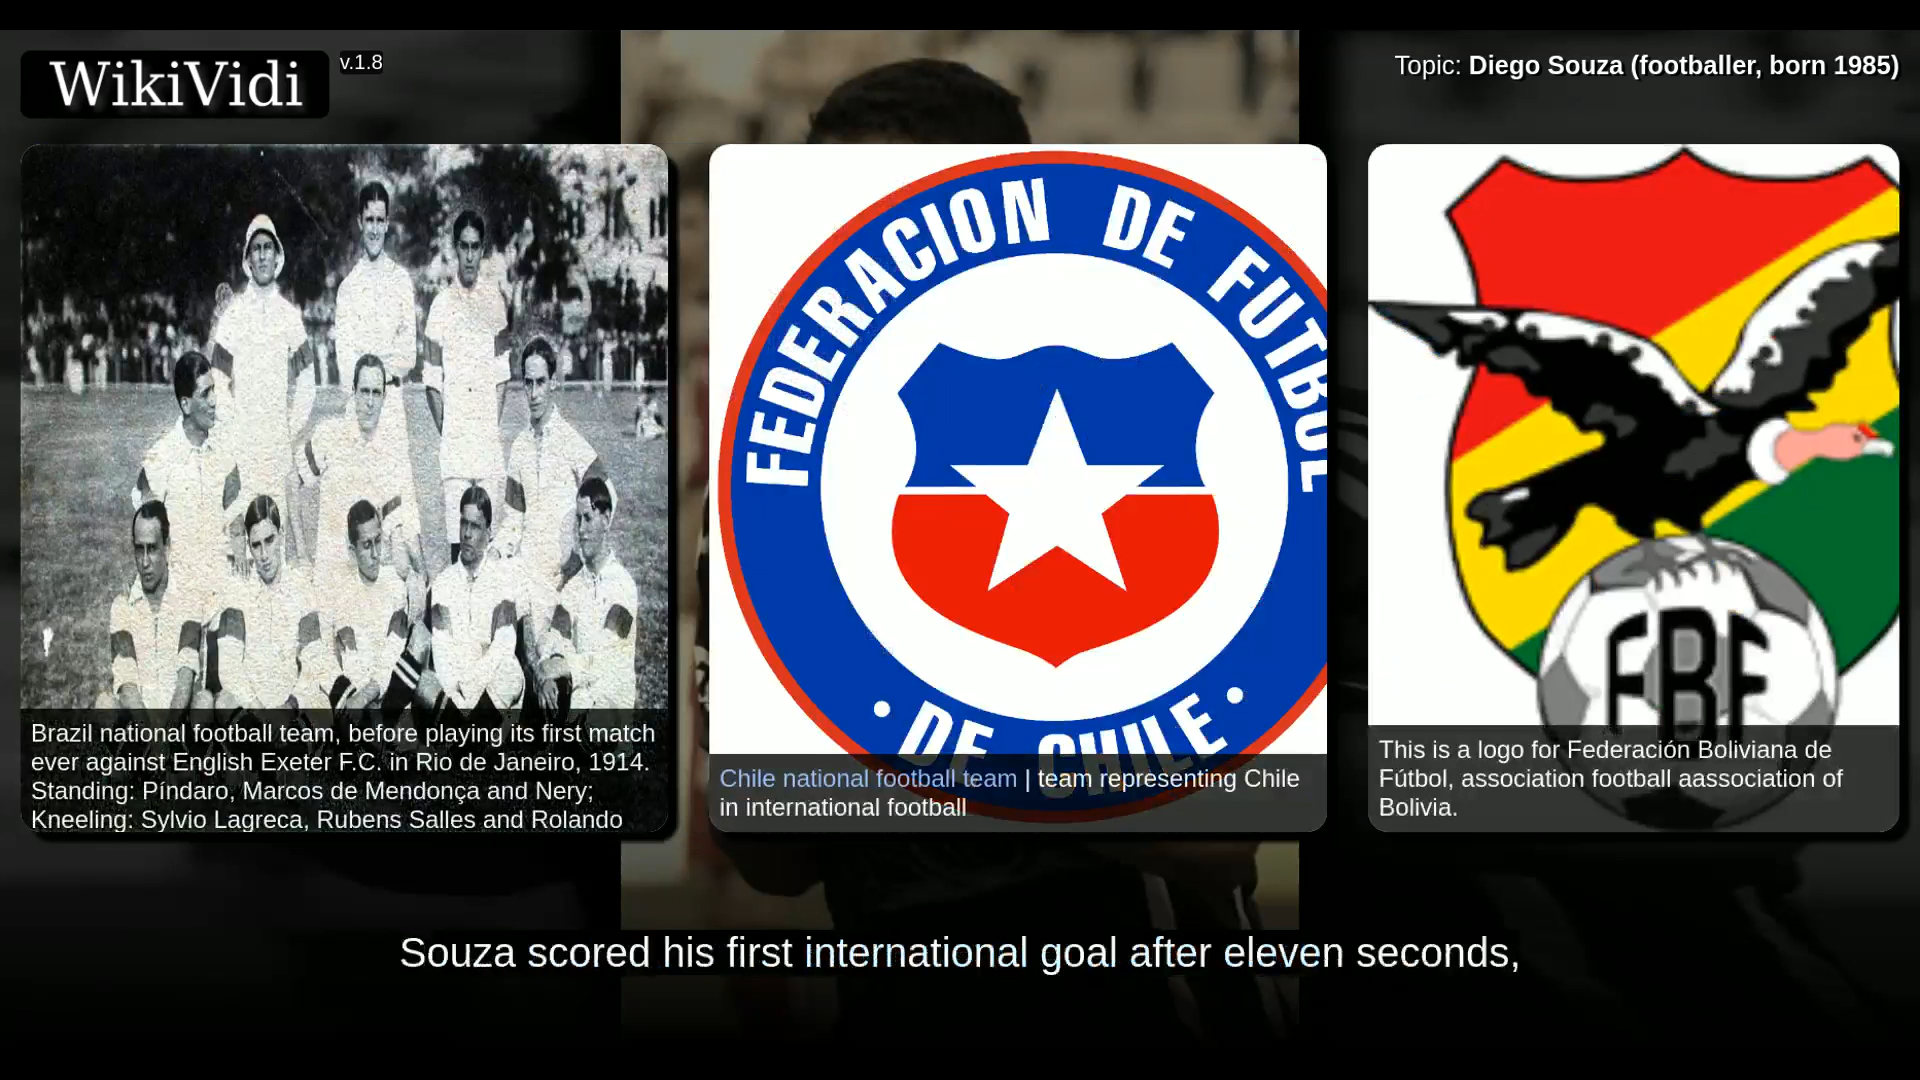 WikiVidi
v.1.8
Topic: Diego Souza (footballer, born 1985)
Brazil national football team, before playing its first match
ever against English Exeter F.C. in Rio de Janeiro, 1914.
Standing: Píndaro, Marcos de Mendonça and Nery;
Kneeling: Sylvio Lagreca, Rubens Salles and Rolando
FEDERACION DE FUTBOL
• DE CHILE •
Chile national football team | team representing Chile
in international football
FBF
This is a logo for Federación Boliviana de
Fútbol, association football aassociation of
Bolivia.
Souza scored his first international goal after eleven seconds,